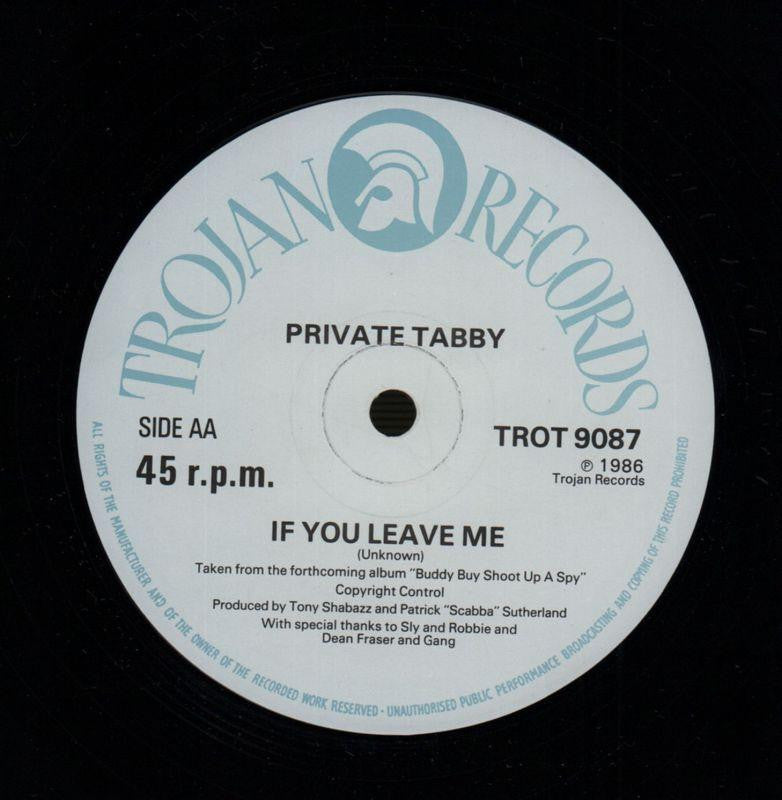 TROJAN RECORDS
PRIVATE TABBY
SIDE AA
45 r.p.m.
TROT 9087
℗ 1986
Trojan Records
IF YOU LEAVE ME
(Unknown)
Taken from the forthcoming album "Buddy Buy Shoot Up A Spy"
Copyright Control
Produced by Tony Shabazz and Patrick "Scabba" Sutherland
With special thanks to Sly and Robbie and
Dean Fraser and Gang
ALL RIGHTS OF THE MANUFACTURER AND OF THE OWNER OF THE RECORDED WORK RESERVED - UNAUTHORISED PUBLIC PERFORMANCE BROADCASTING AND COPYING OF THIS RECORD PROHIBITED